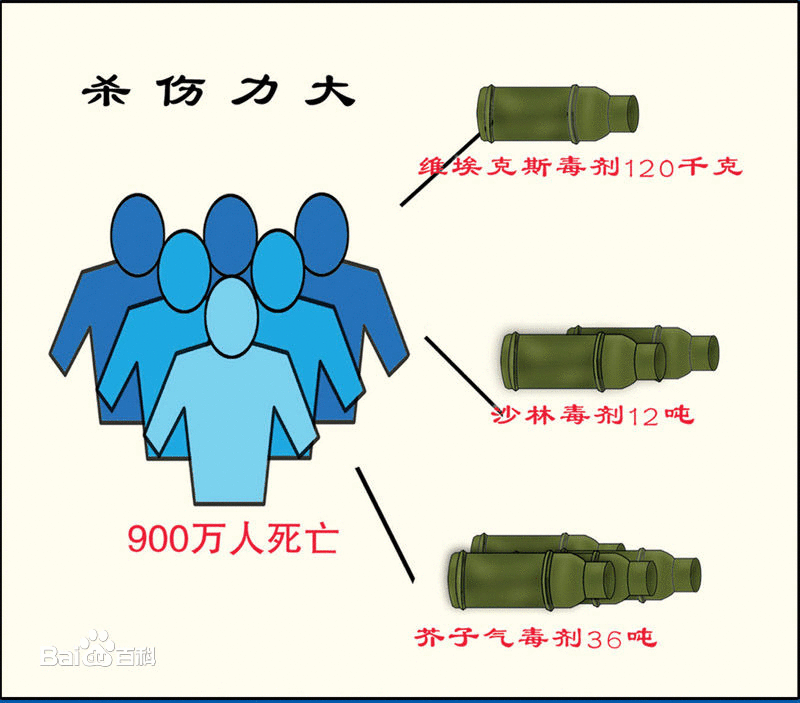 杀伤力大
维埃克斯毒剂120千克
沙林毒剂12吨
900万人死亡
芥子气毒剂36吨
Baidu百科